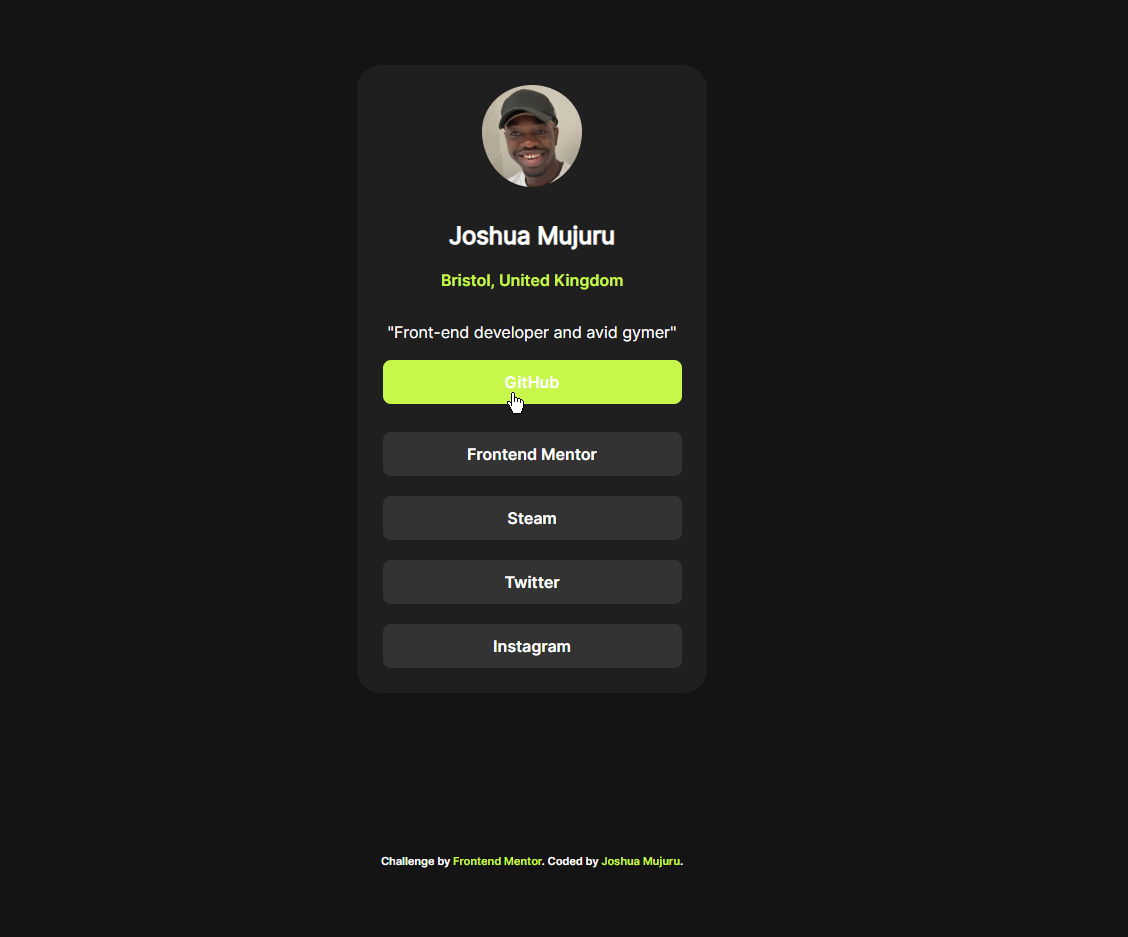 Joshua Mujuru
Bristol, United Kingdom
"Front-end developer and avid gymer"
GitHub
Frontend Mentor
Steam
Twitter
Instagram
Challenge by Frontend Mentor. Coded by Joshua Mujuru.